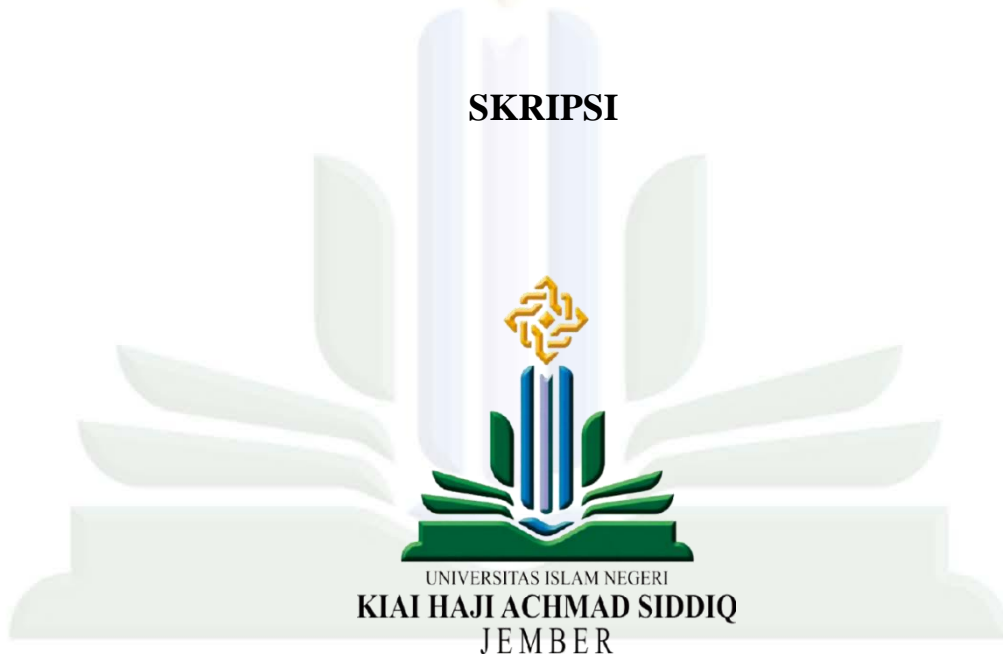 SKRIPSI
UNIVERSITAS ISLAM NEGERI
KIAI HAJI ACHMAD SIDDIQ
JEMBER